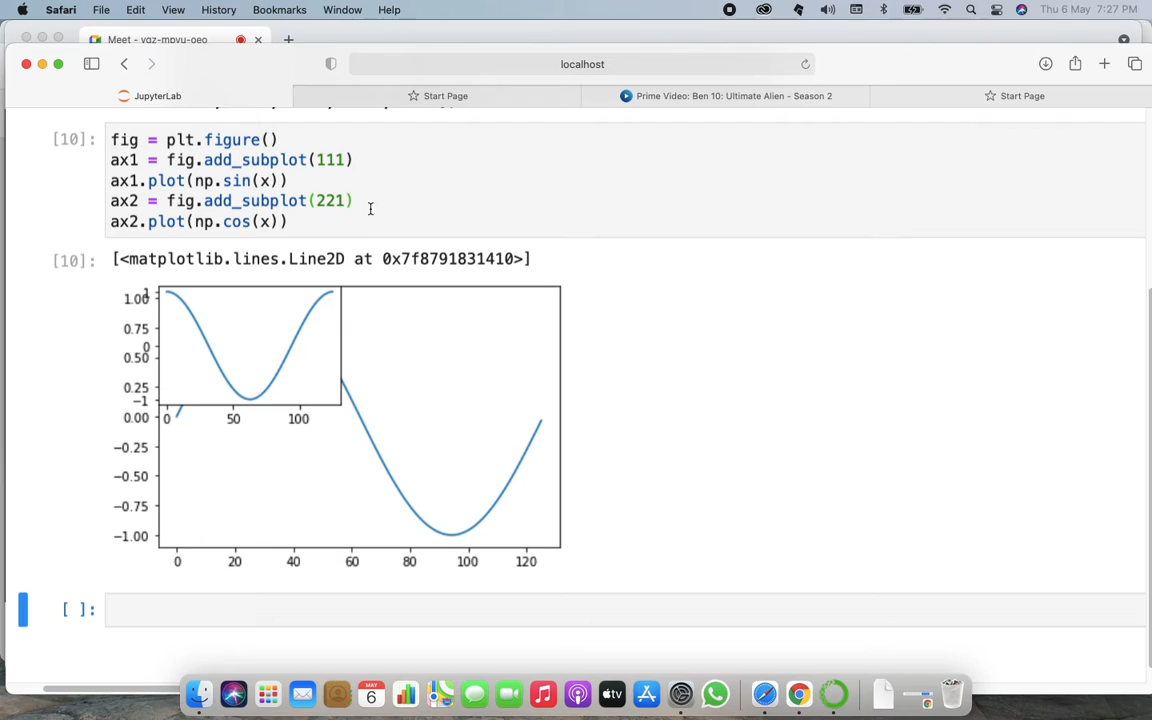 Safari File Edit View History Bookmarks Window Help Thu 6 May 7:27 PM
Meet - vgz-mpvu-oeo
localhost
JupyterLab Start Page Prime Video: Ben 10: Ultimate Alien - Season 2 Start Page
[10]: fig = plt.figure()
ax1 = fig.add_subplot(111)
ax1.plot(np.sin(x))
ax2 = fig.add_subplot(221)
ax2.plot(np.cos(x))
[10]: [<matplotlib.lines.Line2D at 0x7f8791831410>]
1
1.00
0.75
0
0.50
0.25
−1
0 50 100
0.00
−0.25
−0.50
−0.75
−1.00
0 20 40 60 80 100 120
[ ]:
MAY
6
tv